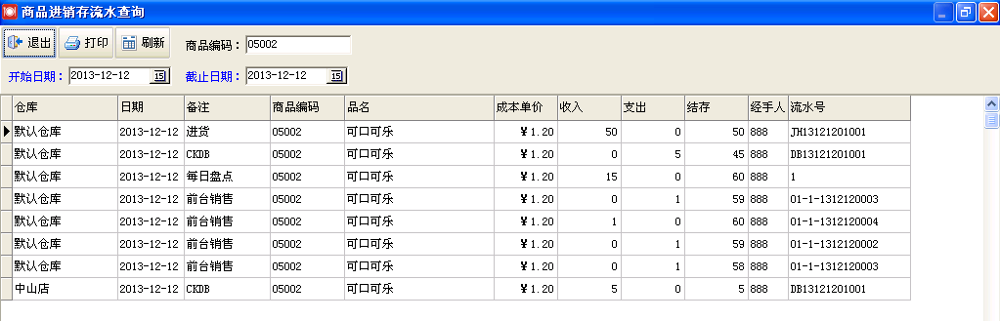 商品进销存流水查询
退出 打印 刷新 商品编码： 05002
开始日期： 2013-12-12 15 截止日期： 2013-12-12 15
仓库 日期 备注 商品编码 品名 成本单价 收入 支出 结存 经手人 流水号
默认仓库 2013-12-12 进货 05002 可口可乐 ¥1.20 50 0 50 888 JH13121201001
默认仓库 2013-12-12 CKDB 05002 可口可乐 ¥1.20 0 5 45 888 DB13121201001
默认仓库 2013-12-12 每日盘点 05002 可口可乐 ¥1.20 15 0 60 888 1
默认仓库 2013-12-12 前台销售 05002 可口可乐 ¥1.20 0 1 59 888 01-1-1312120003
默认仓库 2013-12-12 前台销售 05002 可口可乐 ¥1.20 1 0 60 888 01-1-1312120004
默认仓库 2013-12-12 前台销售 05002 可口可乐 ¥1.20 0 1 59 888 01-1-1312120002
默认仓库 2013-12-12 前台销售 05002 可口可乐 ¥1.20 0 1 58 888 01-1-1312120003
中山店 2013-12-12 CKDB 05002 可口可乐 ¥1.20 5 0 5 888 DB13121201001